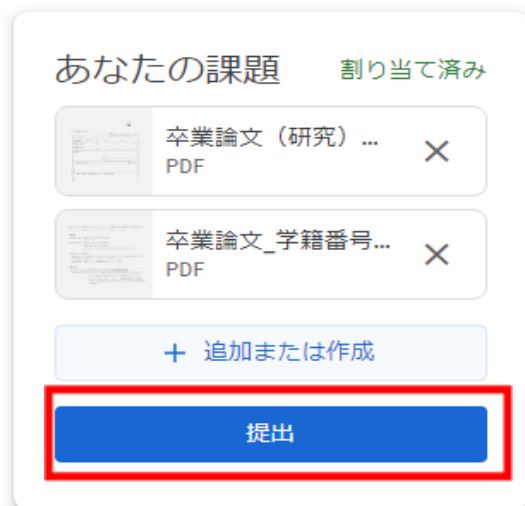 あなたの課題
割り当て済み
卒業論文（研究）...
PDF
卒業論文_学籍番号...
PDF
+ 追加または作成
提出